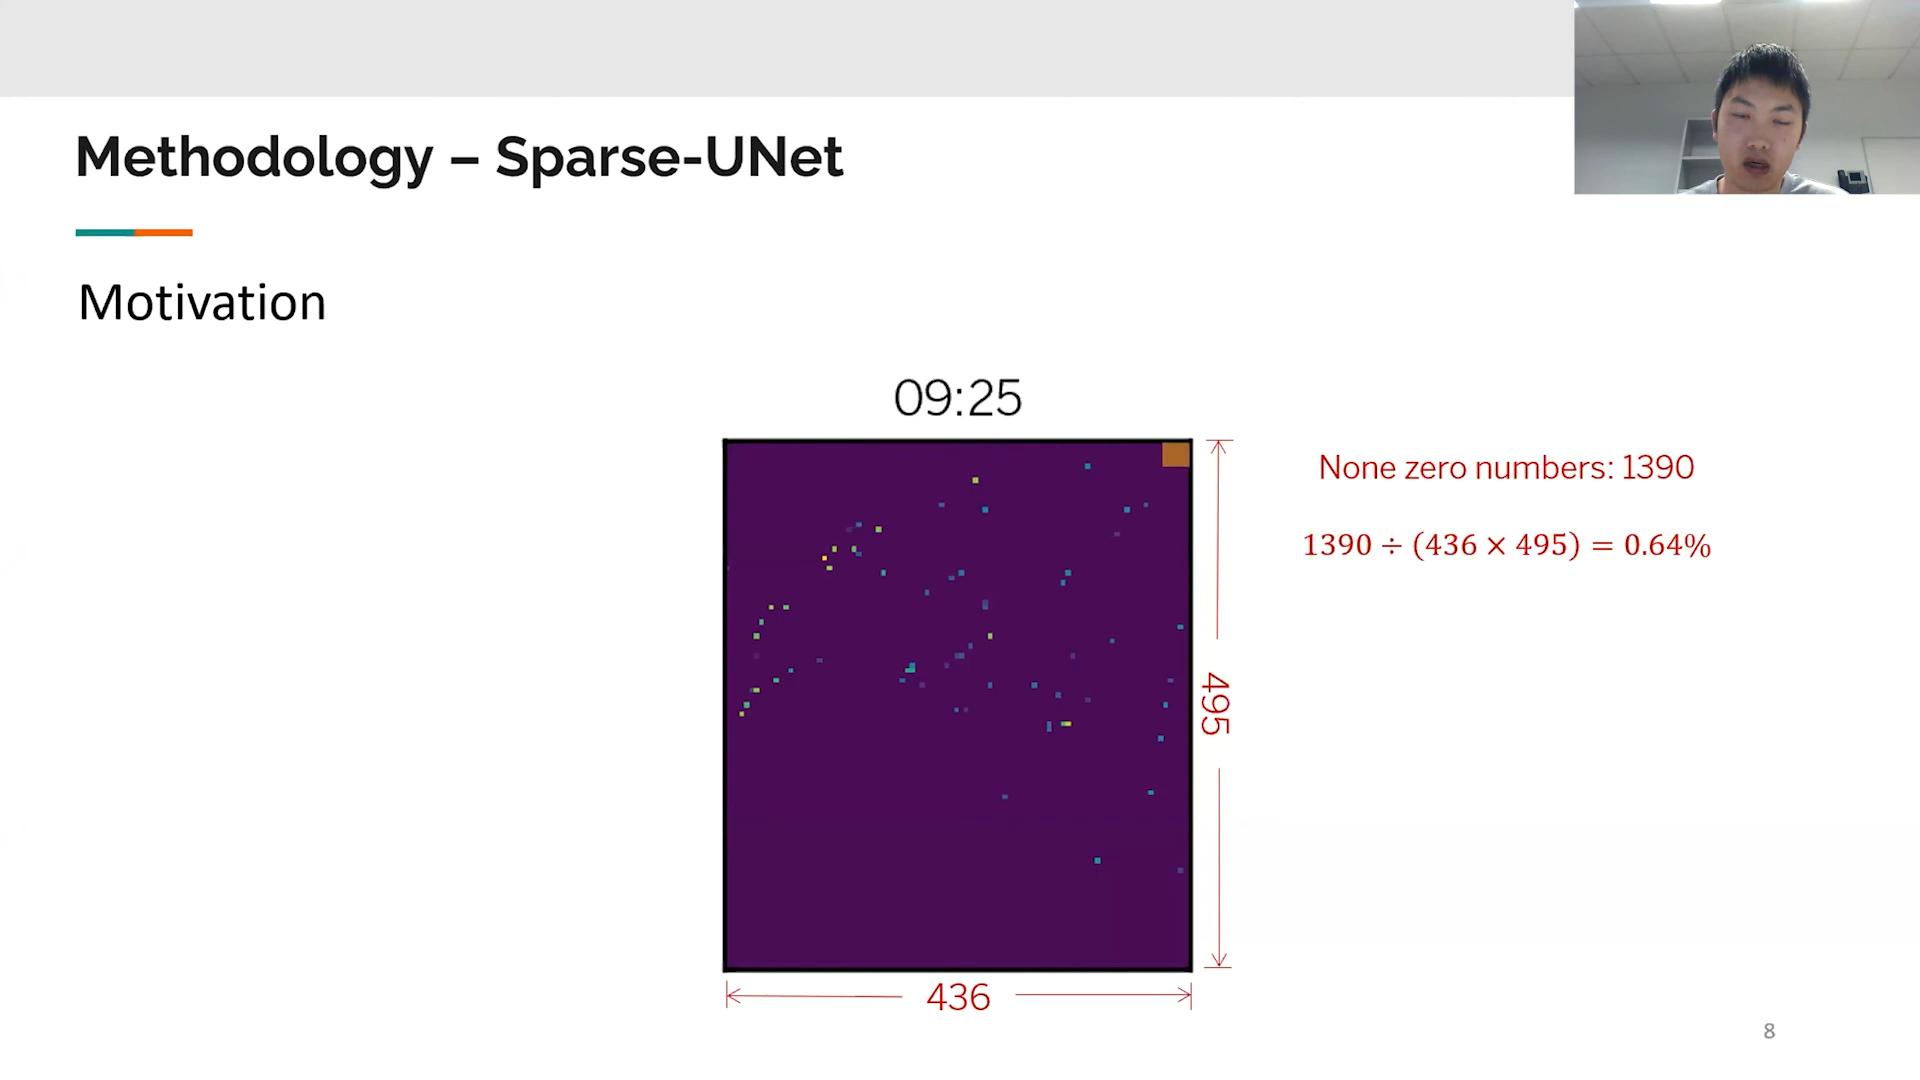 Methodology – Sparse-UNet
Motivation
09:25
None zero numbers: 1390
1390 ÷ (436 × 495) = 0.64%
495
436
8